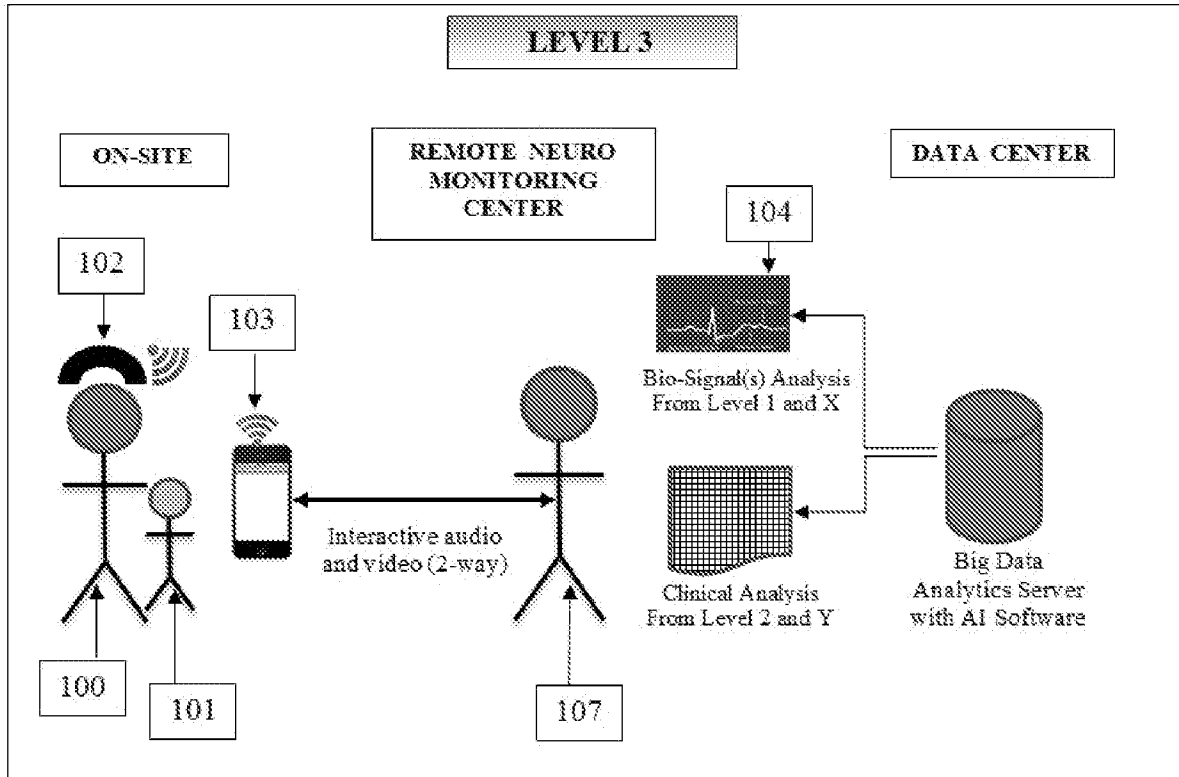 LEVEL 3
ON-SITE
REMOTE NEURO
MONITORING
CENTER
DATA CENTER
104
102
103
Bio-Signal(s) Analysis
From Level 1 and X
Interactive audio
and video (2-way)
Clinical Analysis
From Level 2 and Y
Big Data
Analytics Server
with AI Software
100
101
107